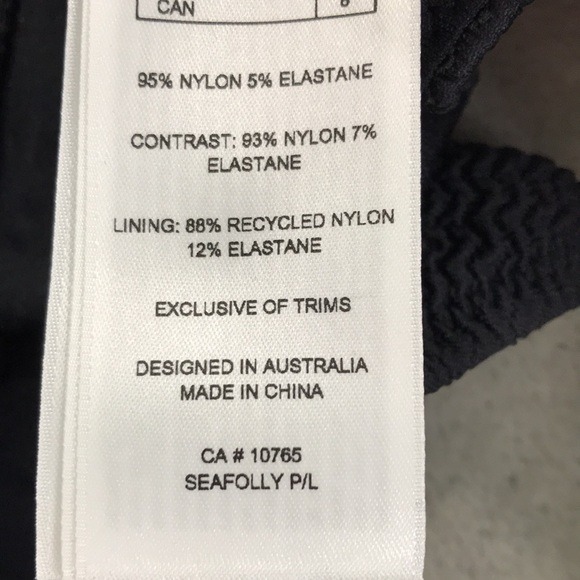 CAN
95% NYLON 5% ELASTANE
CONTRAST: 93% NYLON 7%
ELASTANE
LINING: 88% RECYCLED NYLON
12% ELASTANE
EXCLUSIVE OF TRIMS
DESIGNED IN AUSTRALIA
MADE IN CHINA
CA # 10765
SEAFOLLY P/L